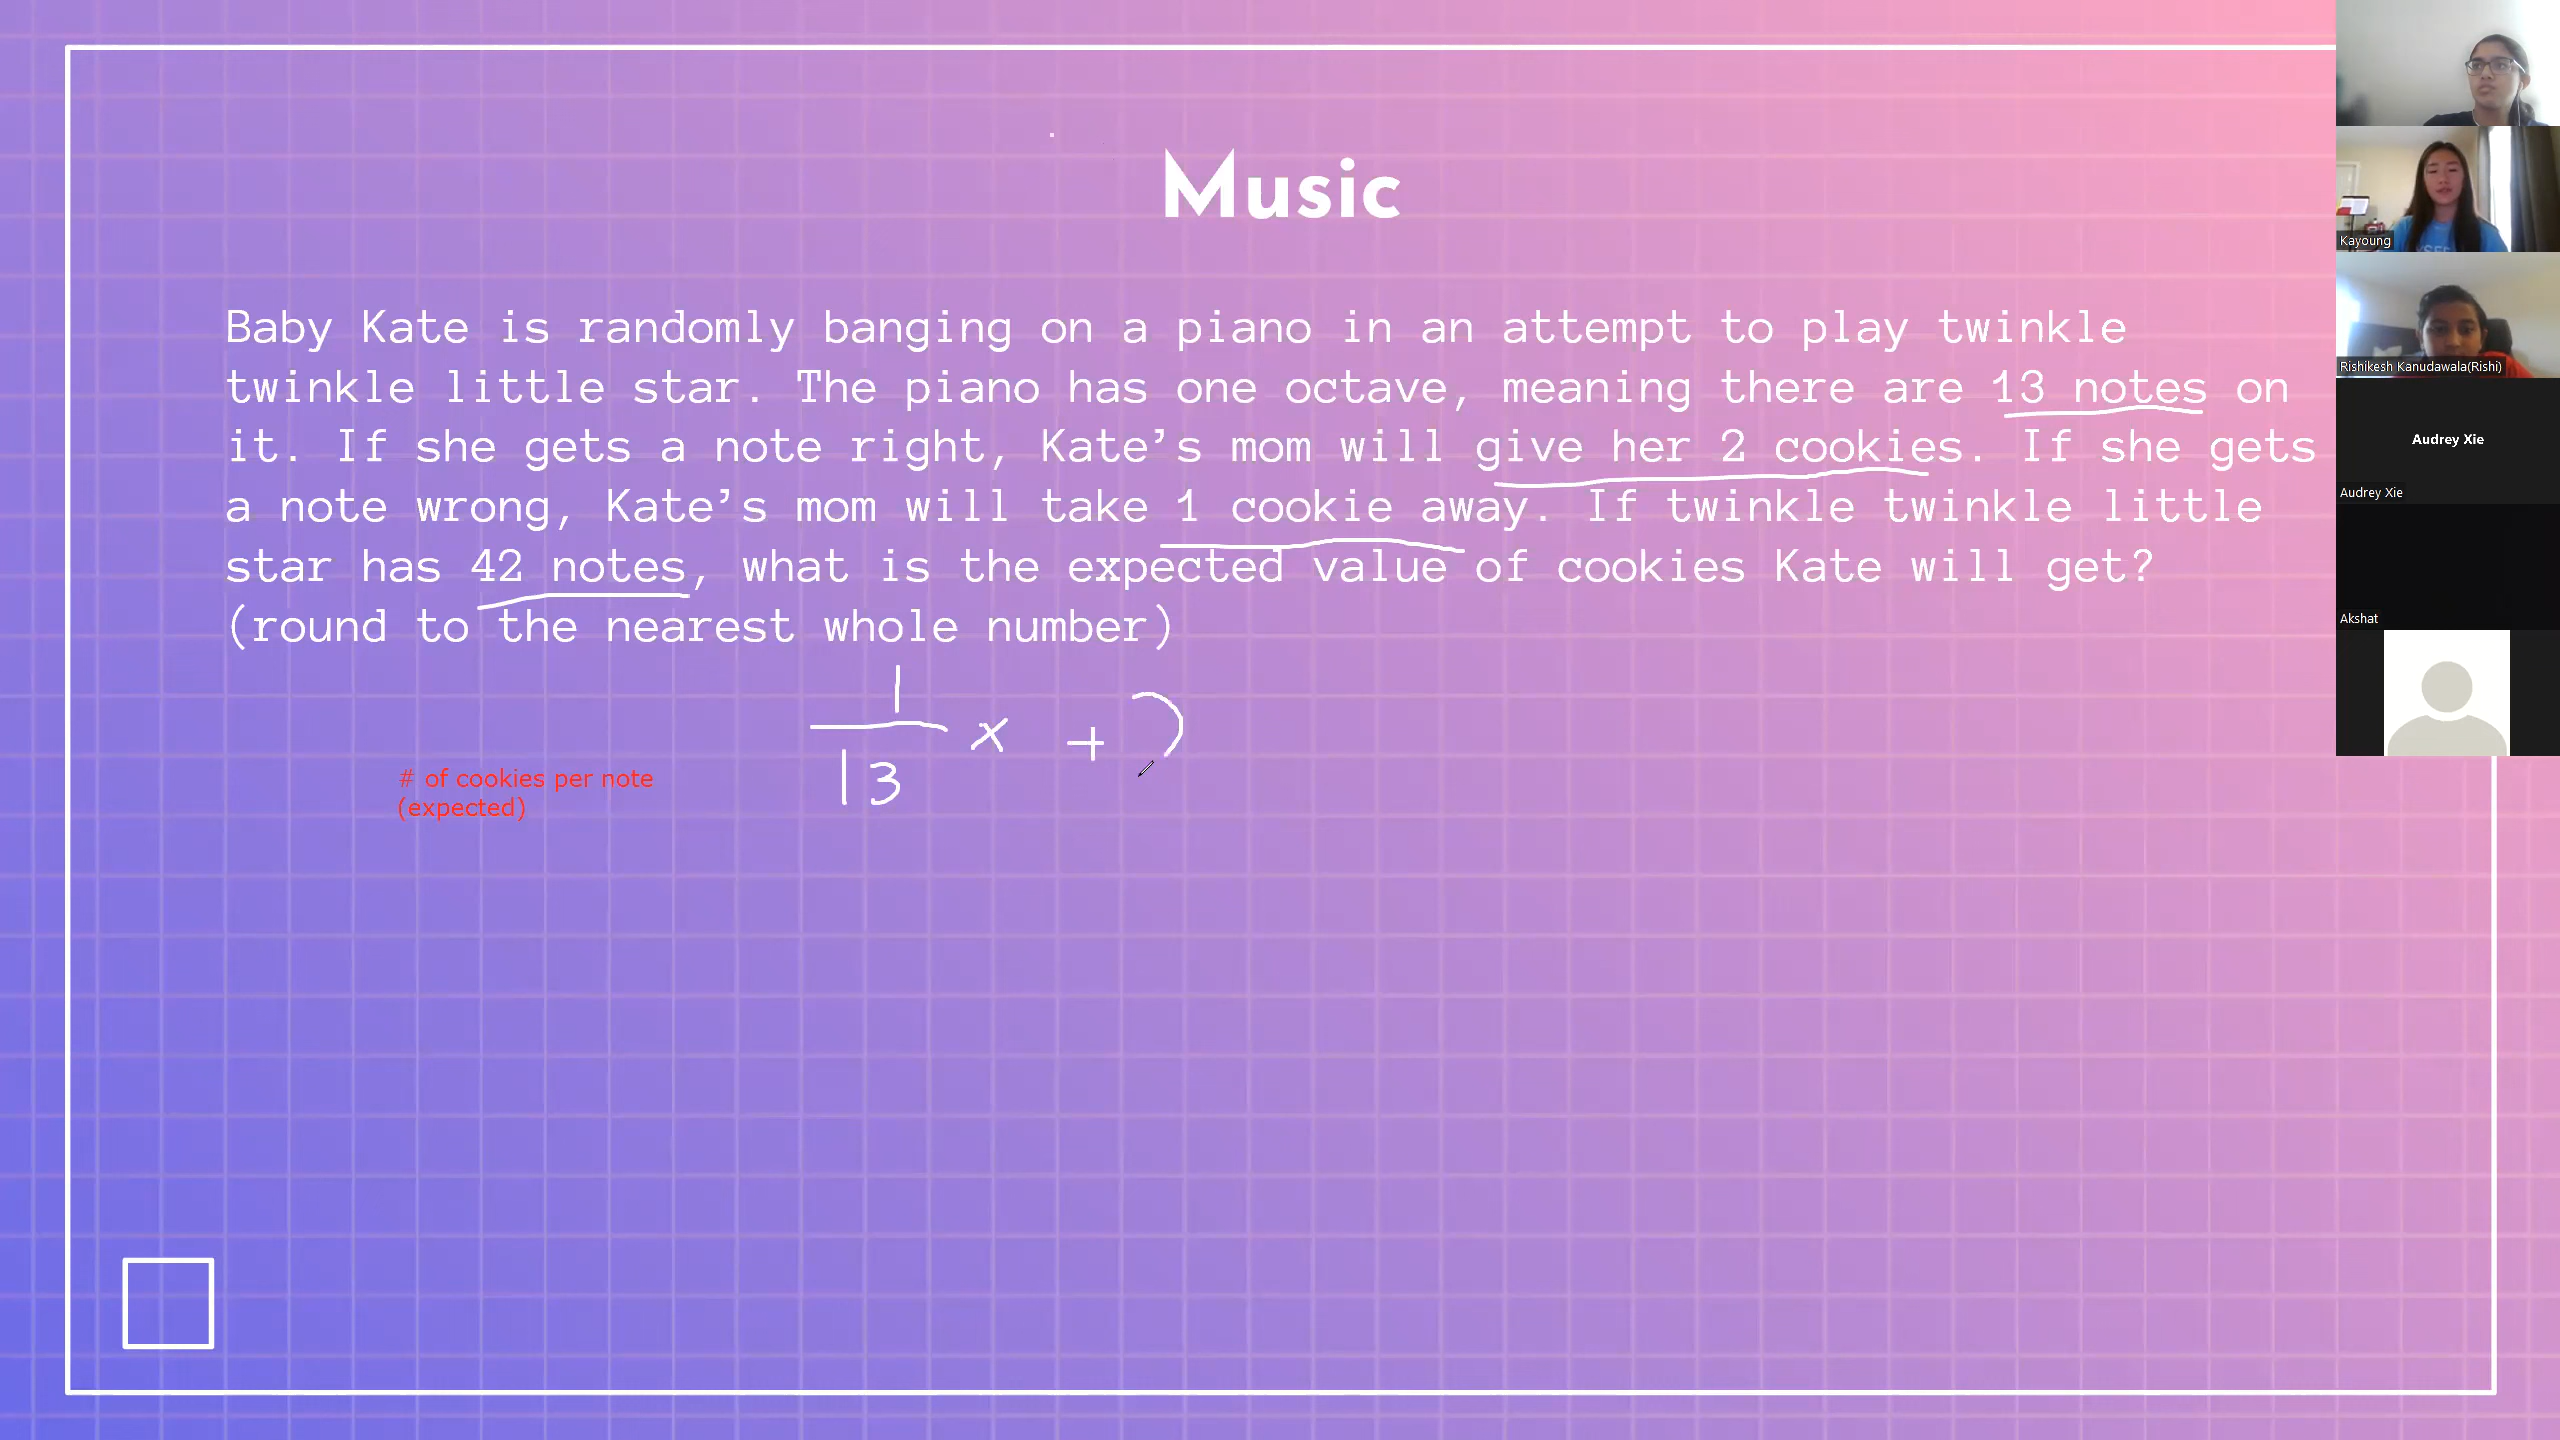 Music
Baby Kate is randomly banging on a piano in an attempt to play twinkle
twinkle little star. The piano has one octave, meaning there are 13 notes on
it. If she gets a note right, Kate’s mom will give her 2 cookies. If she gets
a note wrong, Kate’s mom will take 1 cookie away. If twinkle twinkle little
star has 42 notes, what is the expected value of cookies Kate will get?
(round to the nearest whole number)
1
13
x +
# of cookies per note
(expected)
Kayoung
Rishikesh Kanudawala(Rishi)
Audrey Xie
Audrey Xie
Akshat